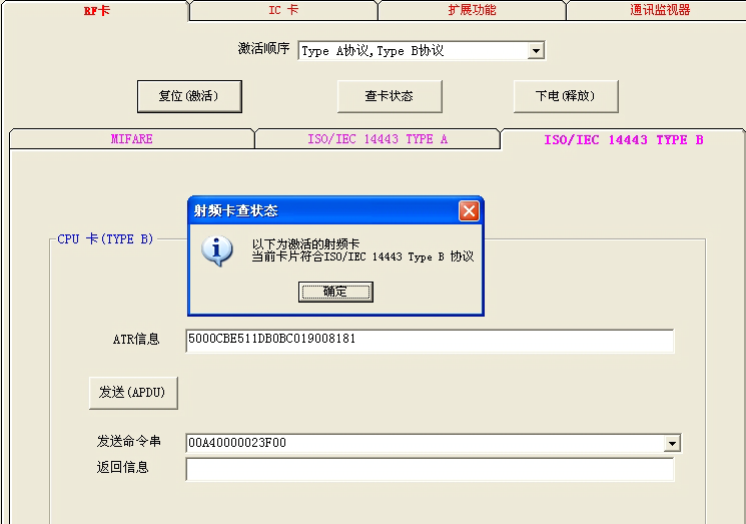 RF卡 IC 卡 扩展功能 通讯监视器
激活顺序 Type A协议,Type B协议
复位(激活) 查卡状态 下电(释放)
MIFARE ISO/IEC 14443 TYPE A ISO/IEC 14443 TYPE B
射频卡查状态
CPU 卡(TYPE B)
以下为激活的射频卡
当前卡片符合ISO/IEC 14443 Type B 协议
确定
ATR信息 5000CBE511DB0BC019008181
发送(APDU)
发送命令串 00A40000023F00
返回信息